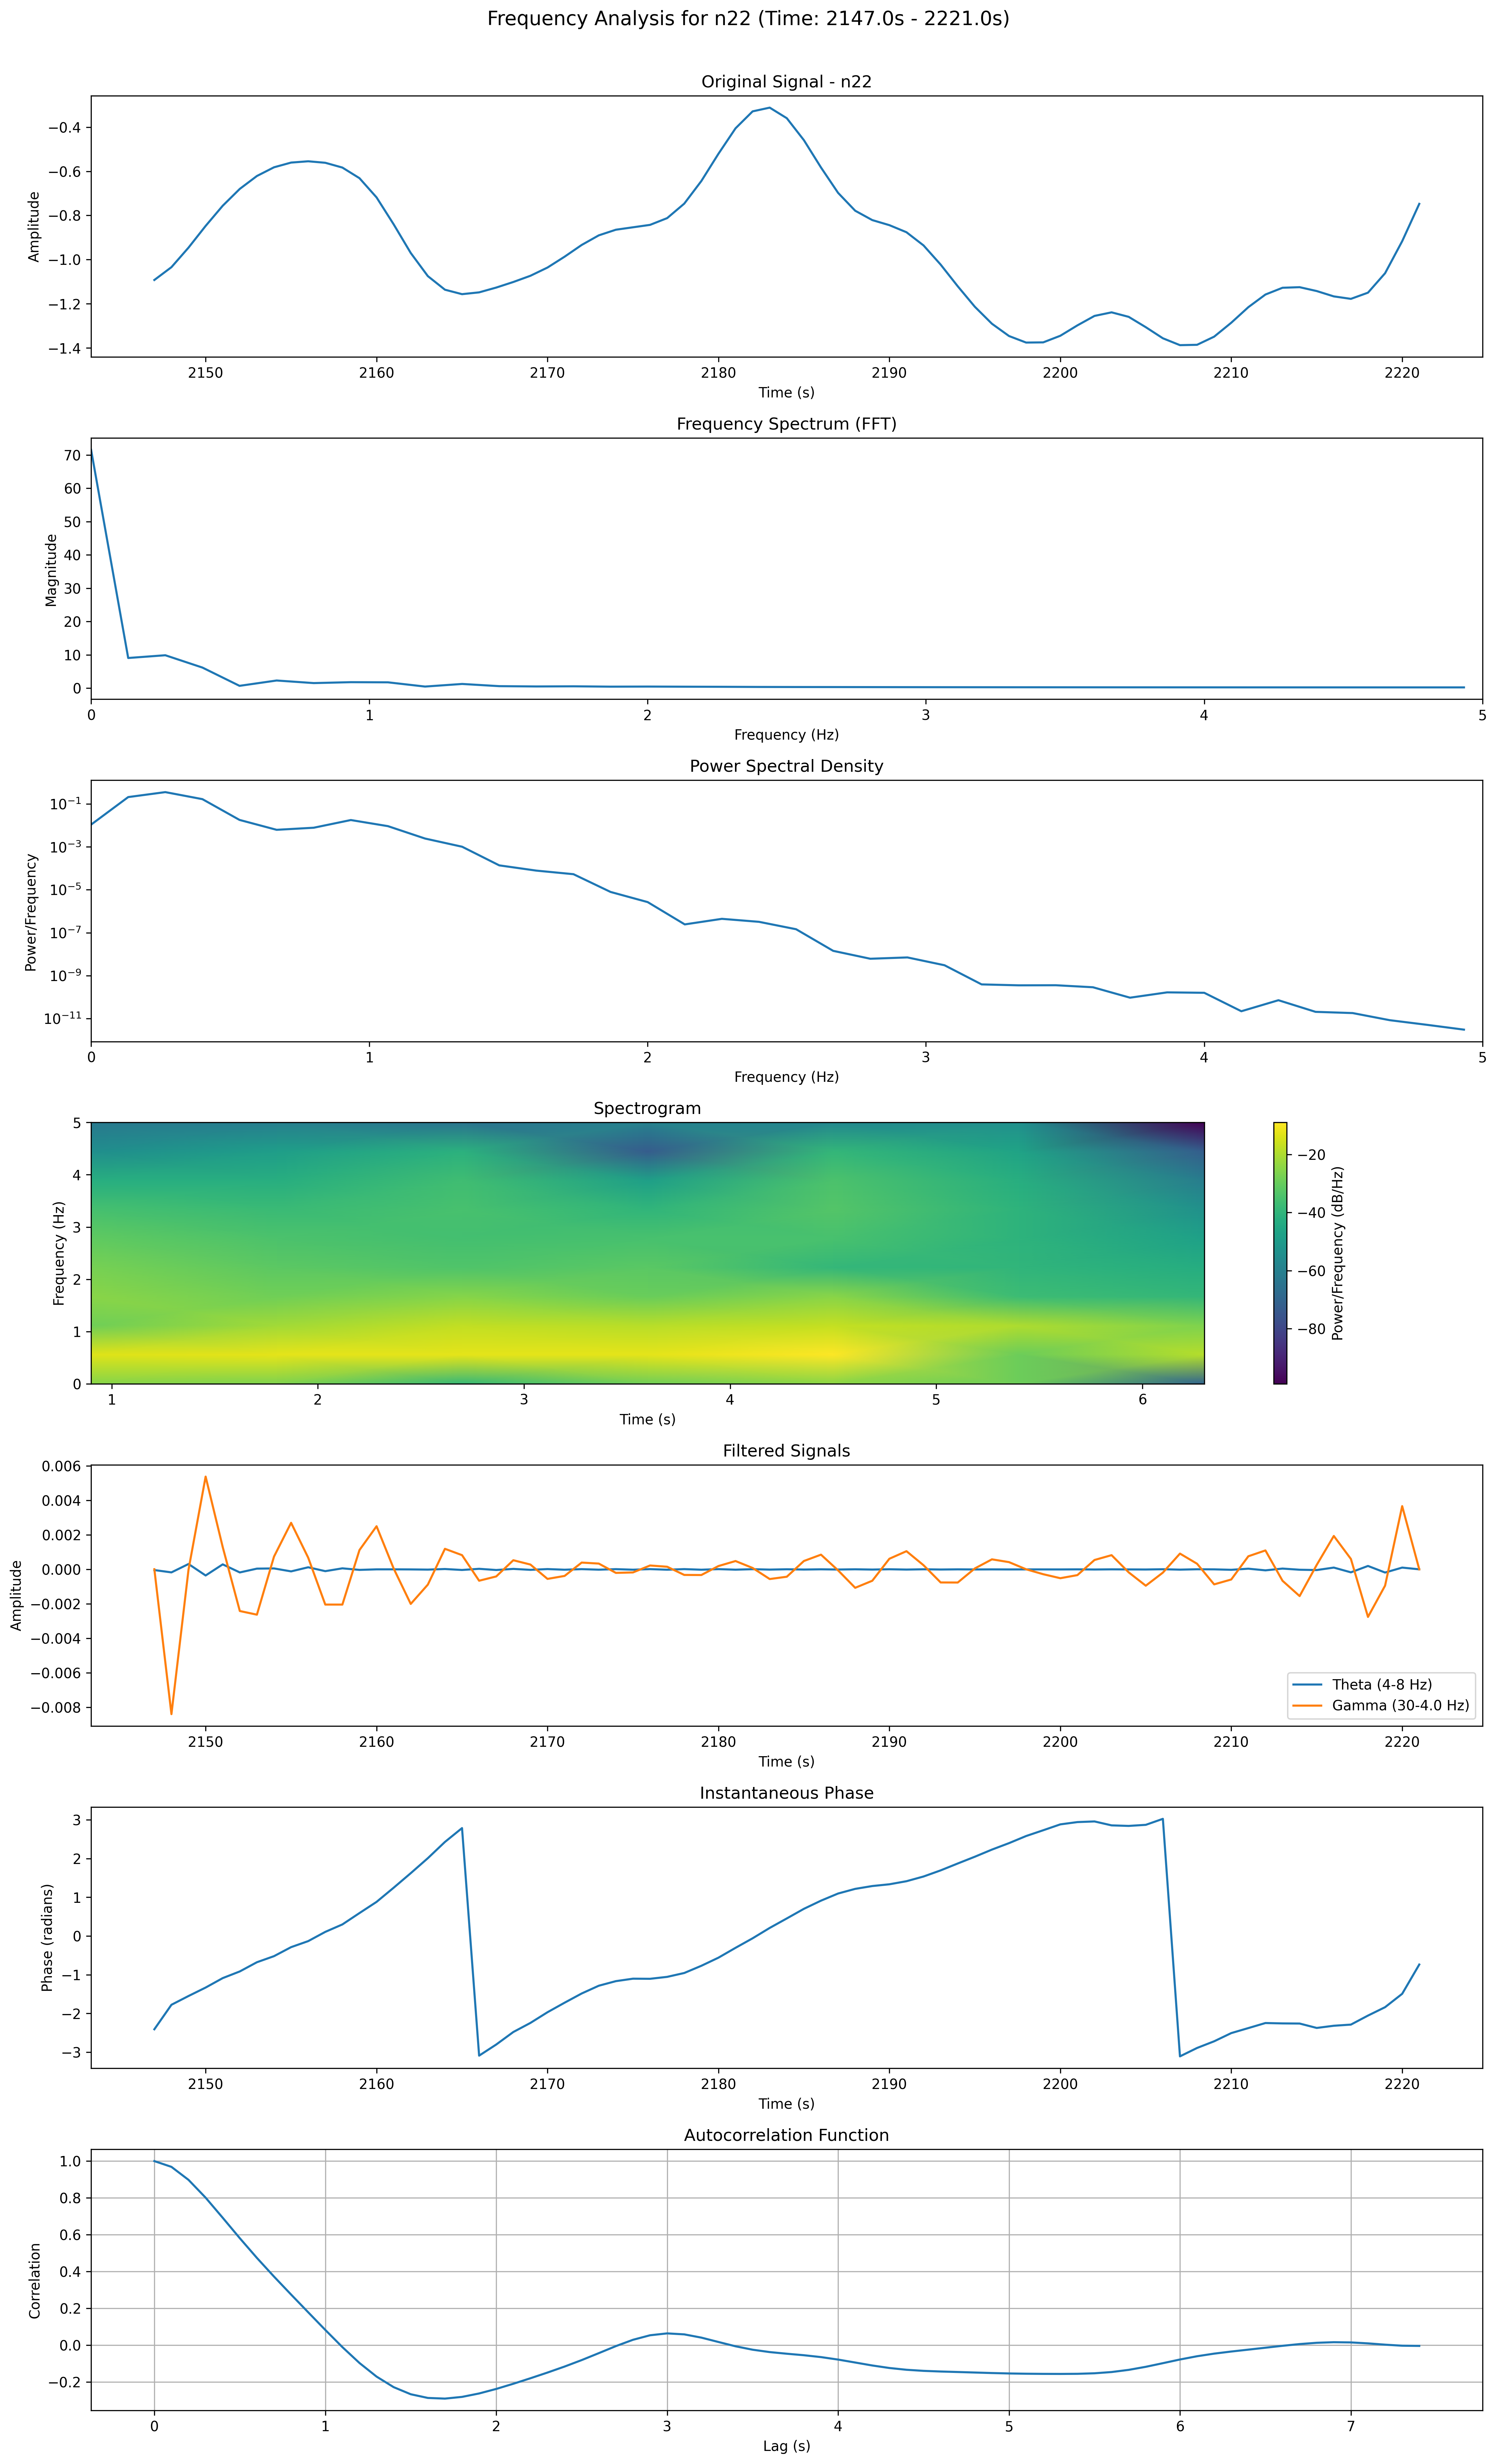 Frequency Analysis for n22 (Time: 2147.0s - 2221.0s)
Original Signal - n22
Amplitude
−0.4
−0.6
−0.8
−1.0
−1.2
−1.4
2150 2160 2170 2180 2190 2200 2210 2220
Time (s)
Frequency Spectrum (FFT)
Magnitude
70
60
50
40
30
20
10
0
0 1 2 3 4 5
Frequency (Hz)
Power Spectral Density
Power/Frequency
10⁻¹
10⁻³
10⁻⁵
10⁻⁷
10⁻⁹
10⁻¹¹
0 1 2 3 4 5
Frequency (Hz)
Spectrogram
Frequency (Hz)
5
4
3
2
1
0
1 2 3 4 5 6
Time (s)
−20
−40
−60
−80
Power/Frequency (dB/Hz)
Filtered Signals
Amplitude
0.006
0.004
0.002
0.000
−0.002
−0.004
−0.006
−0.008
Theta (4-8 Hz)
Gamma (30-4.0 Hz)
2150 2160 2170 2180 2190 2200 2210 2220
Time (s)
Instantaneous Phase
Phase (radians)
3
2
1
0
−1
−2
−3
2150 2160 2170 2180 2190 2200 2210 2220
Time (s)
Autocorrelation Function
Correlation
1.0
0.8
0.6
0.4
0.2
0.0
−0.2
0 1 2 3 4 5 6 7
Lag (s)